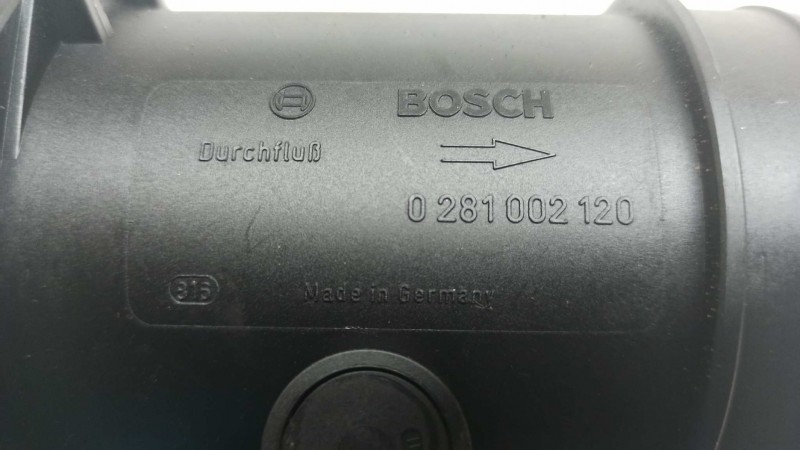 BOSCH
Durchfluß
0 281 002 120
Made in Germany